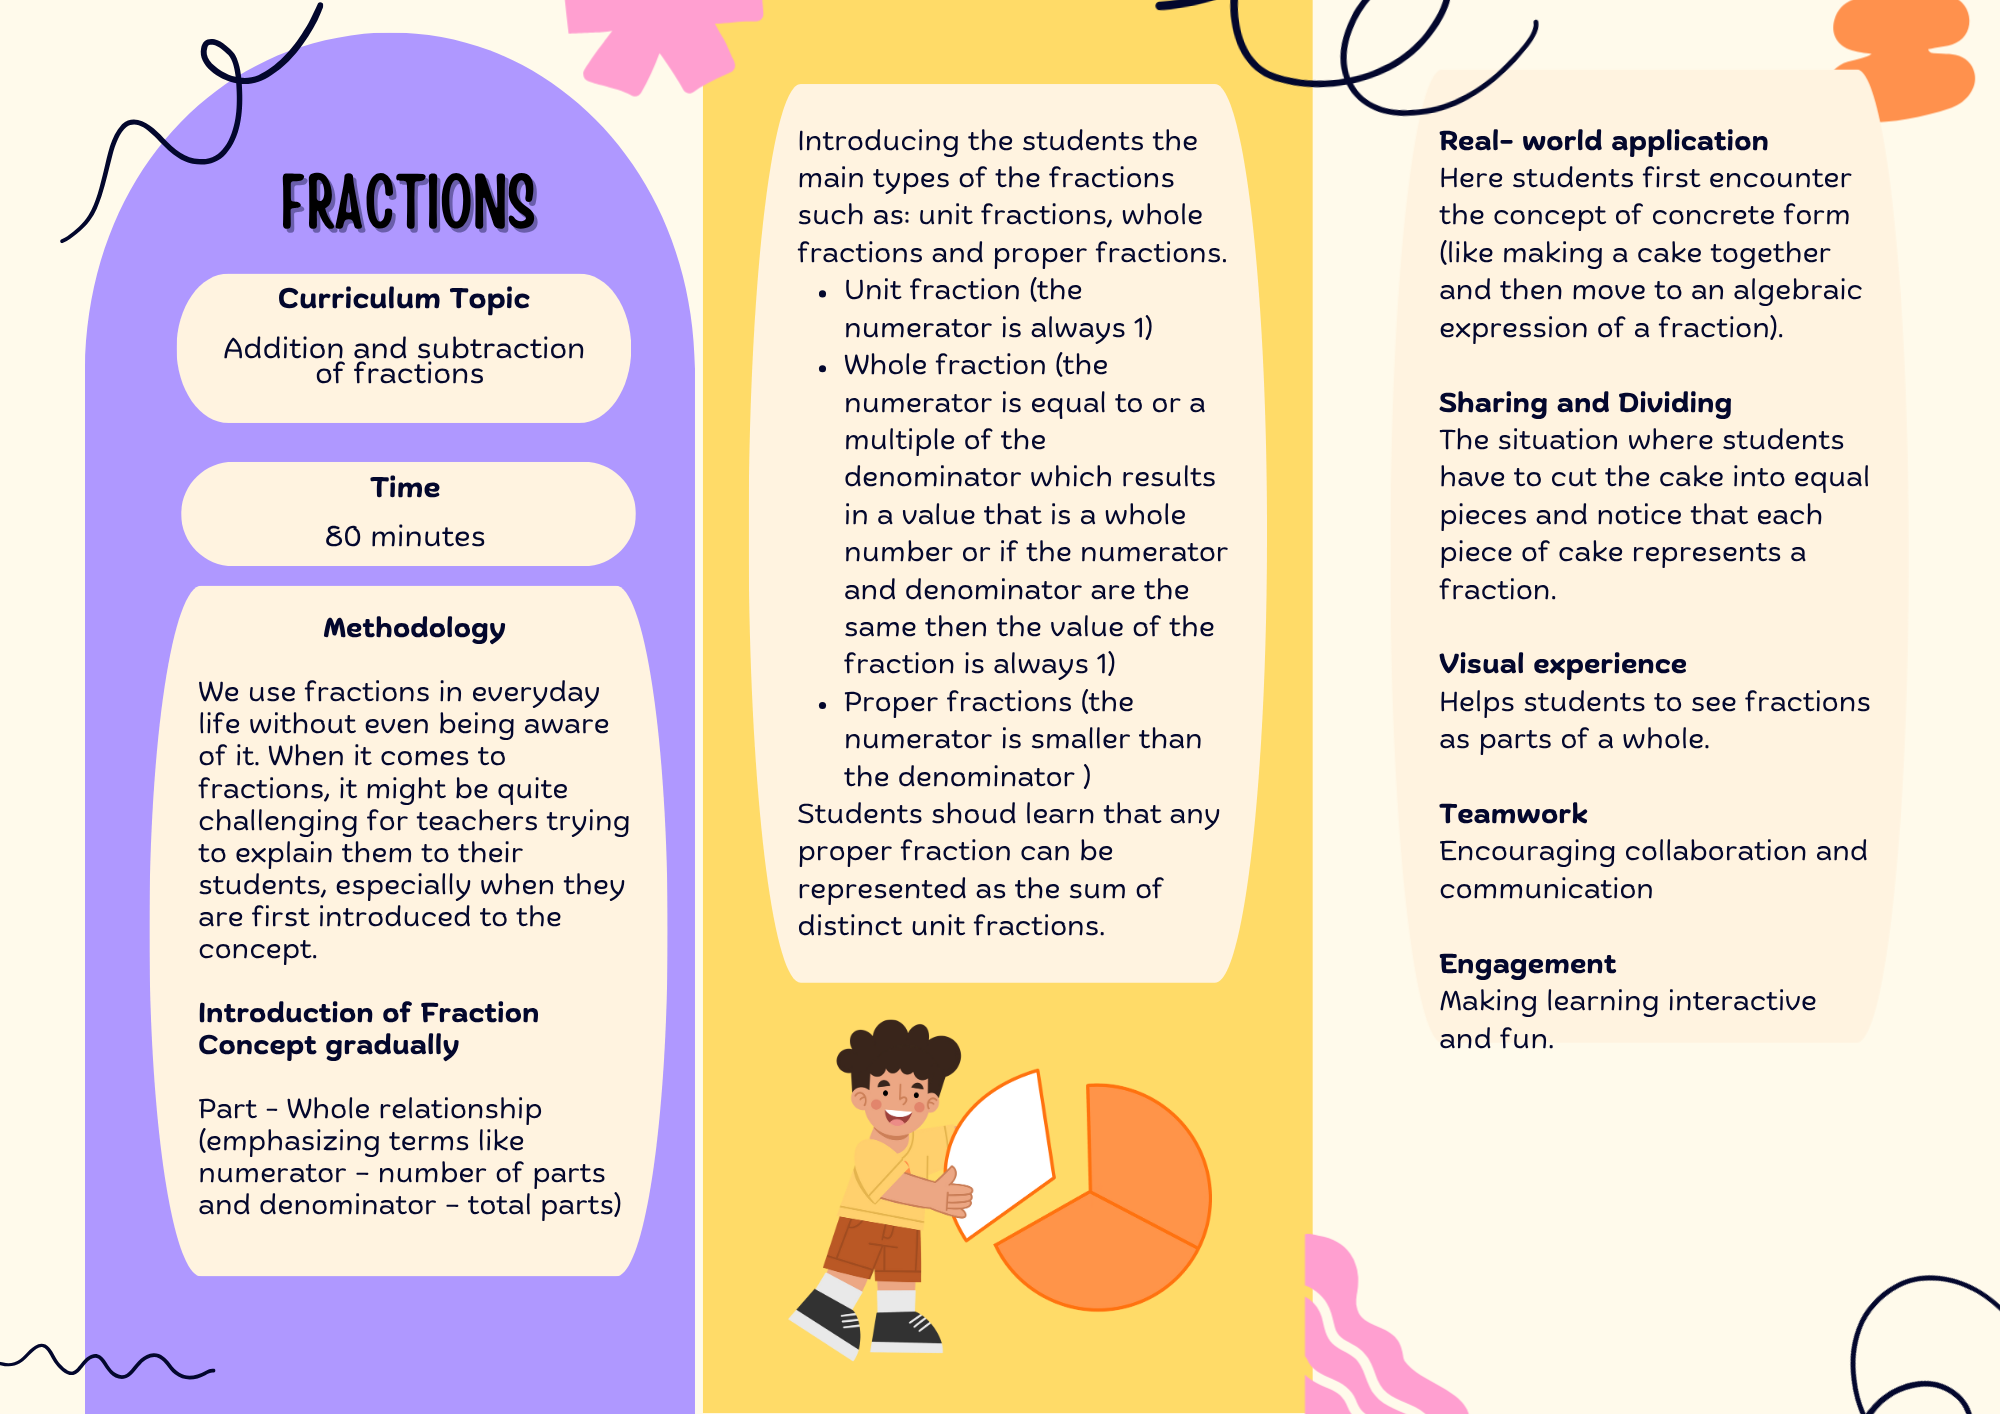 FRACTIONS
Curriculum Topic
Addition and subtraction
of fractions
Time
80 minutes
Methodology
We use fractions in everyday
life without even being aware
of it. When it comes to
fractions, it might be quite
challenging for teachers trying
to explain them to their
students, especially when they
are first introduced to the
concept.
Introduction of Fraction
Concept gradually
Part - Whole relationship
(emphasizing terms like
numerator – number of parts
and denominator – total parts)
Introducing the students the
main types of the fractions
such as: unit fractions, whole
fractions and proper fractions.
• Unit fraction (the
numerator is always 1)
• Whole fraction (the
numerator is equal to or a
multiple of the
denominator which results
in a value that is a whole
number or if the numerator
and denominator are the
same then the value of the
fraction is always 1)
• Proper fractions (the
numerator is smaller than
the denominator )
Students shoud learn that any
proper fraction can be
represented as the sum of
distinct unit fractions.
Real- world application
Here students first encounter
the concept of concrete form
(like making a cake together
and then move to an algebraic
expression of a fraction).
Sharing and Dividing
The situation where students
have to cut the cake into equal
pieces and notice that each
piece of cake represents a
fraction.
Visual experience
Helps students to see fractions
as parts of a whole.
Teamwork
Encouraging collaboration and
communication
Engagement
Making learning interactive
and fun.